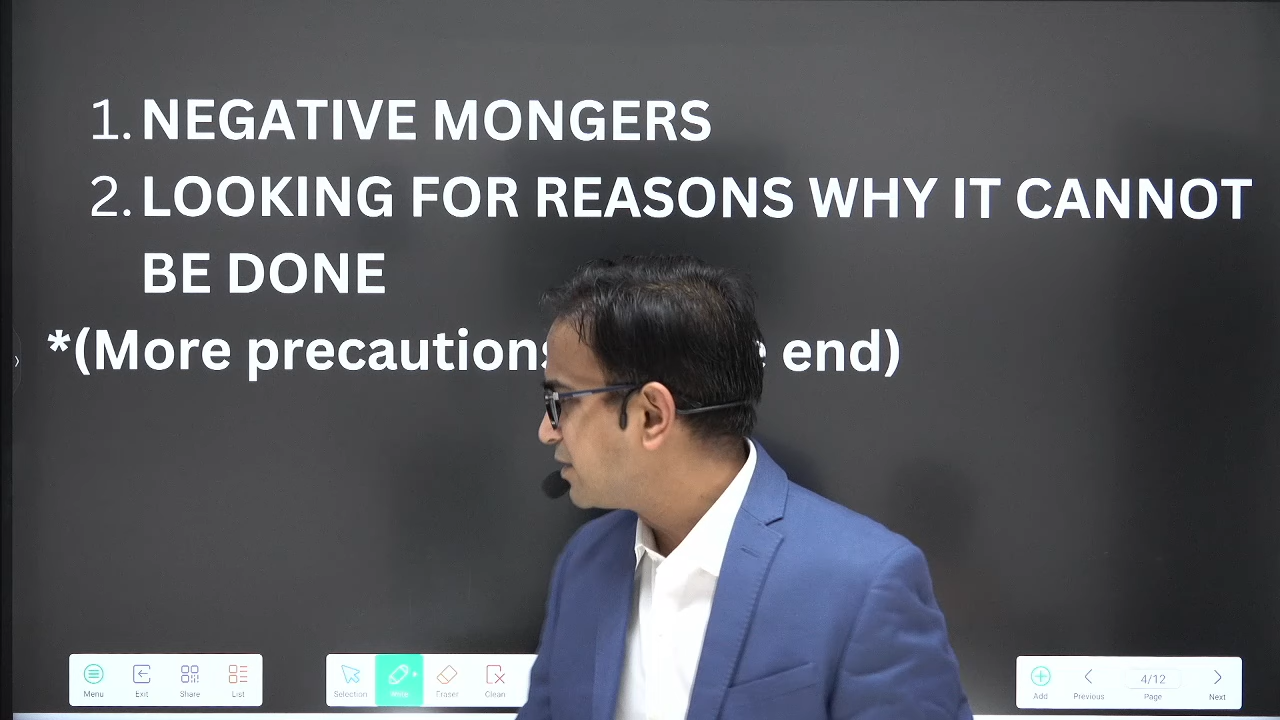 1. NEGATIVE MONGERS
2. LOOKING FOR REASONS WHY IT CANNOT
BE DONE
*(More precautions end)
Menu
Exit
Share
List
Selection
Write
Eraser
Clean
Add
Previous
4/12
Page
Next